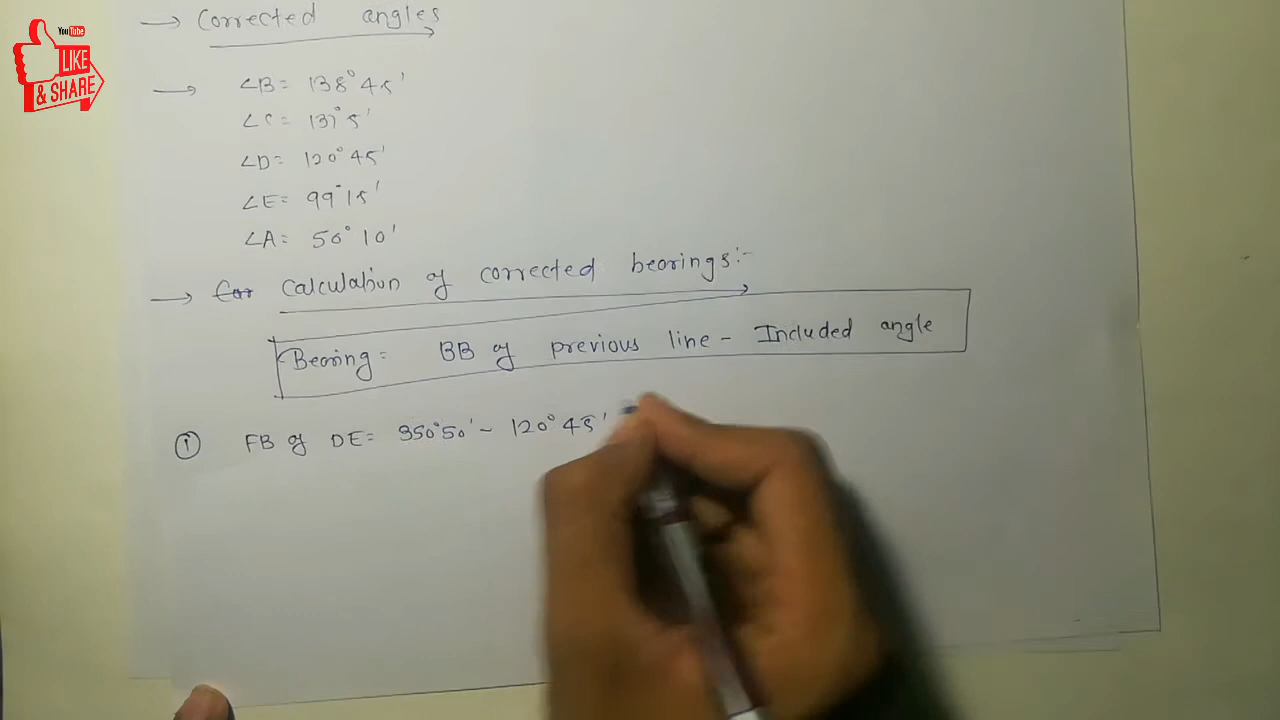 → Corrected angles
YouTube
LIKE
& SHARE
→ ∠B= 138°45'
∠C= 131°5'
∠D= 120°45'
∠E= 99°15'
∠A= 50°10'
→ Calculation of corrected bearings:-
Bearing= BB of previous line - Included angle
① FB of DE= 350°50' - 120°45'